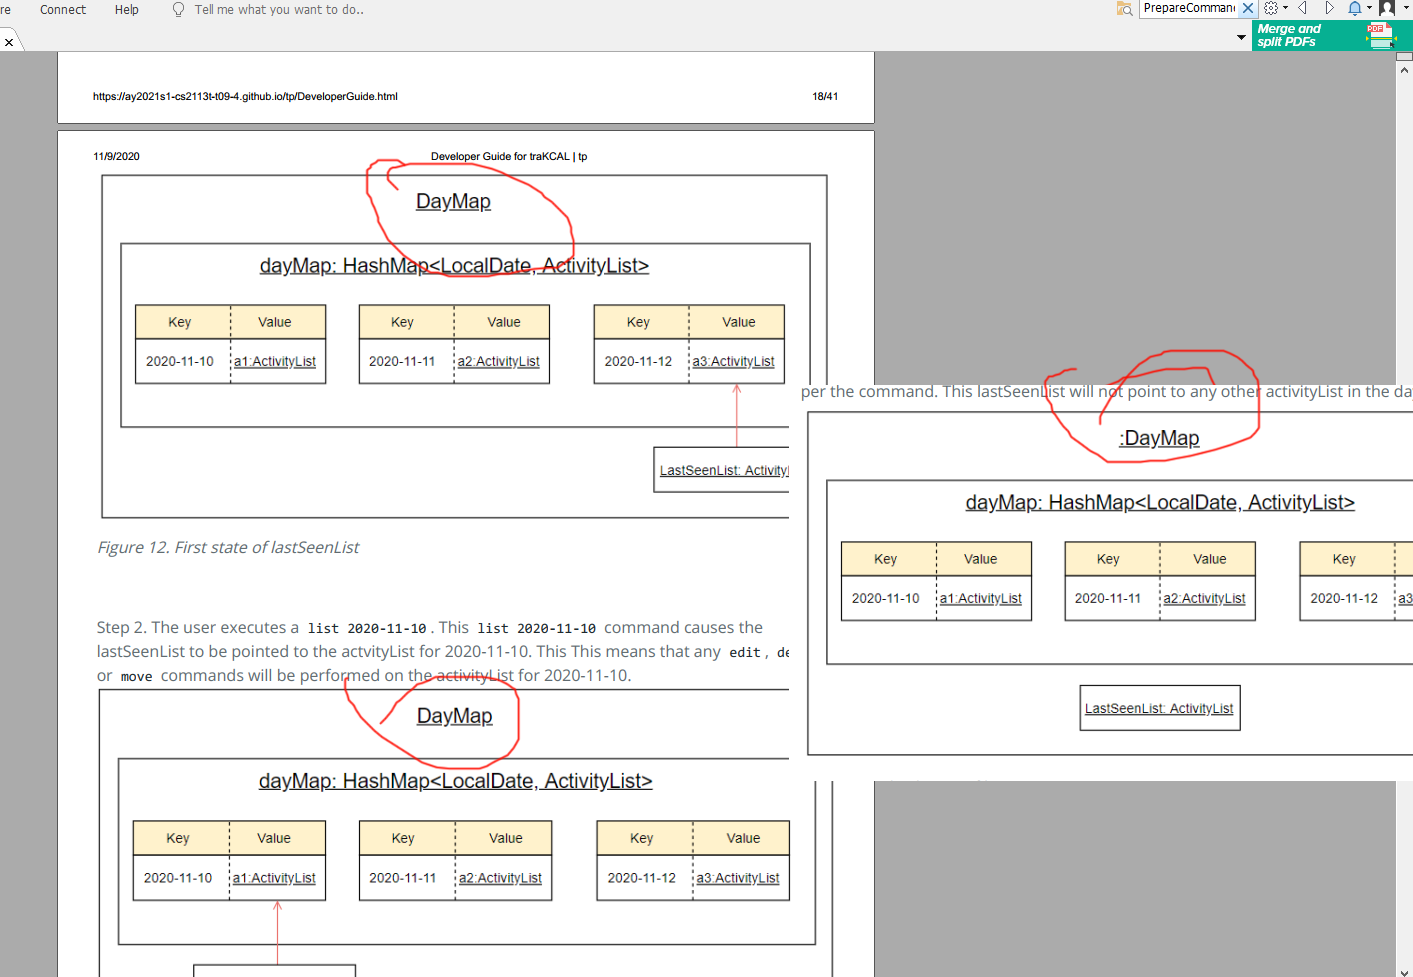 re Connect Help Tell me what you want to do..
PrepareComman
Merge and
split PDFs
PDF
https://ay2021s1-cs2113t-t09-4.github.io/tp/DeveloperGuide.html 18/41
11/9/2020 Developer Guide for traKCAL | tp
DayMap
dayMap: HashMap<LocalDate, ActivityList>
Key Value Key Value Key Value
2020-11-10 a1:ActivityList 2020-11-11 a2:ActivityList 2020-11-12 a3:ActivityList
LastSeenList: Activity
Figure 12. First state of lastSeenList
Step 2. The user executes a list 2020-11-10 . This list 2020-11-10 command causes the
lastSeenList to be pointed to the actvityList for 2020-11-10. This This means that any edit , de
or move commands will be performed on the activityList for 2020-11-10.
DayMap
dayMap: HashMap<LocalDate, ActivityList>
Key Value Key Value Key Value
2020-11-10 a1:ActivityList 2020-11-11 a2:ActivityList 2020-11-12 a3:ActivityList
per the command. This lastSeenList will not point to any other activityList in the da
:DayMap
dayMap: HashMap<LocalDate, ActivityList>
Key Value Key Value Key
2020-11-10 a1:ActivityList 2020-11-11 a2:ActivityList 2020-11-12 a3
LastSeenList: ActivityList